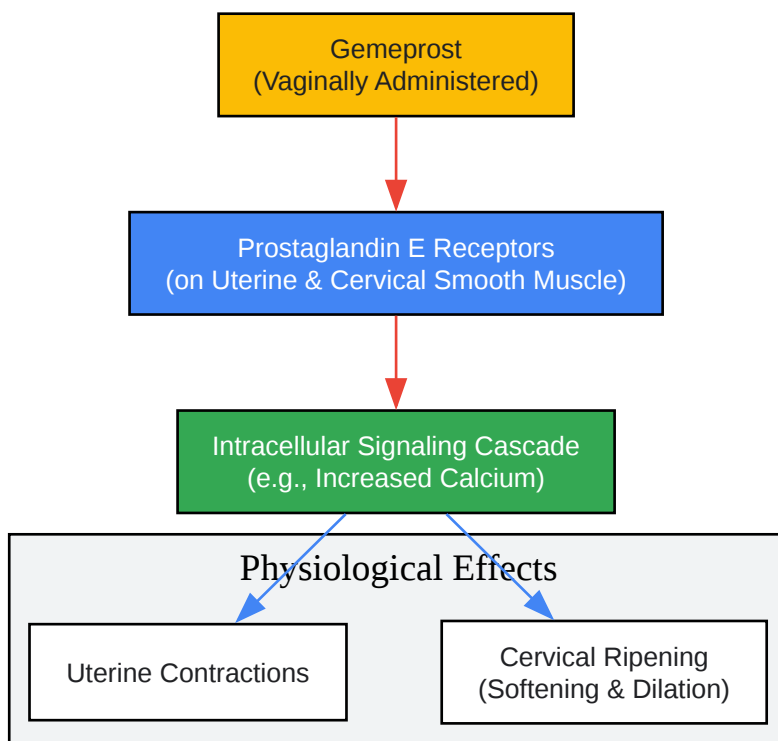 Gemeprost
(Vaginally Administered)
Prostaglandin E Receptors
(on Uterine & Cervical Smooth Muscle)
Intracellular Signaling Cascade
(e.g., Increased Calcium)
Physiological Effects
Uterine Contractions
Cervical Ripening
(Softening & Dilation)